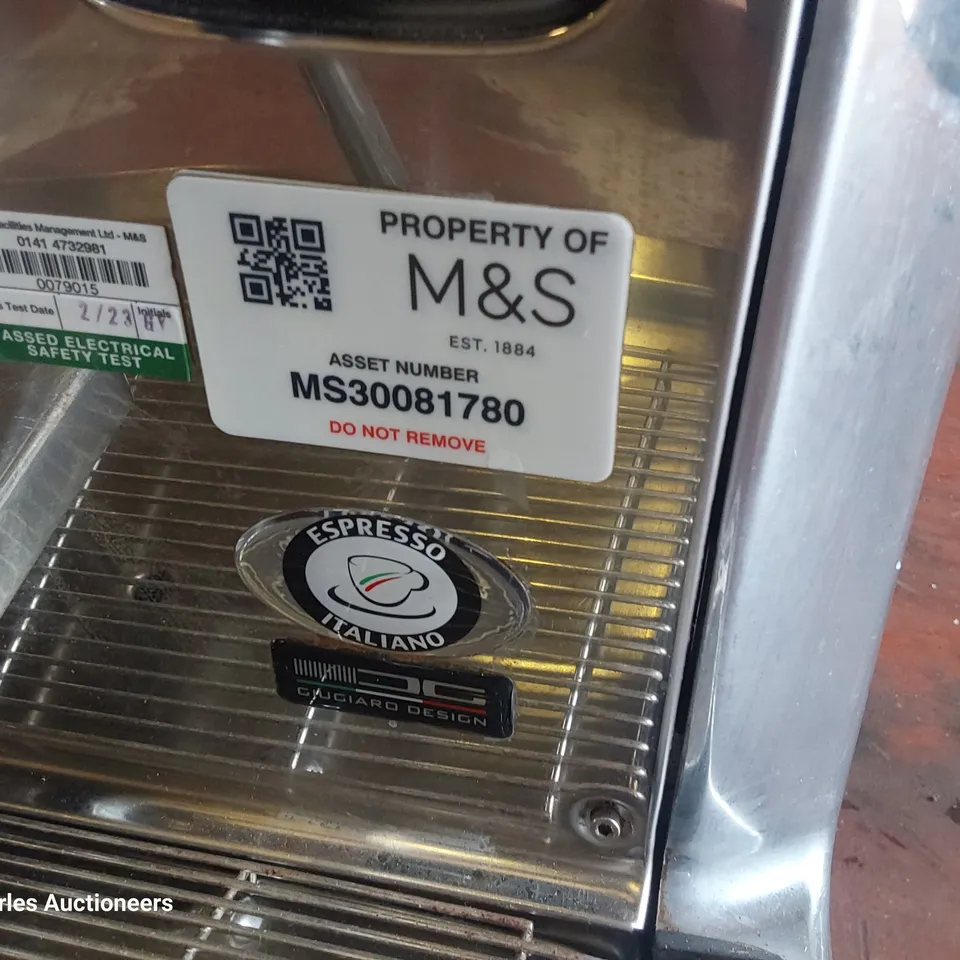 Facilities Management Ltd - M&S
0141 4732981
0079015
Test Date
2/23
Initials
ASSED ELECTRICAL
SAFETY TEST
PROPERTY OF
M&S
EST. 1884
ASSET NUMBER
MS30081780
DO NOT REMOVE
ESPRESSO
ITALIANO
GIUGIARO DESIGN
rles Auctioneers